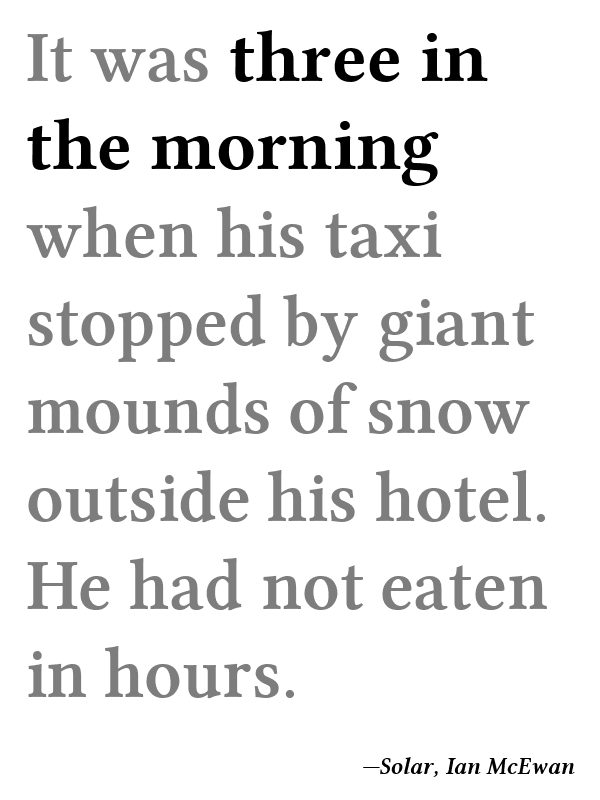 It was three in
the morning
when his taxi
stopped by giant
mounds of snow
outside his hotel.
He had not eaten
in hours.
—Solar, Ian McEwan